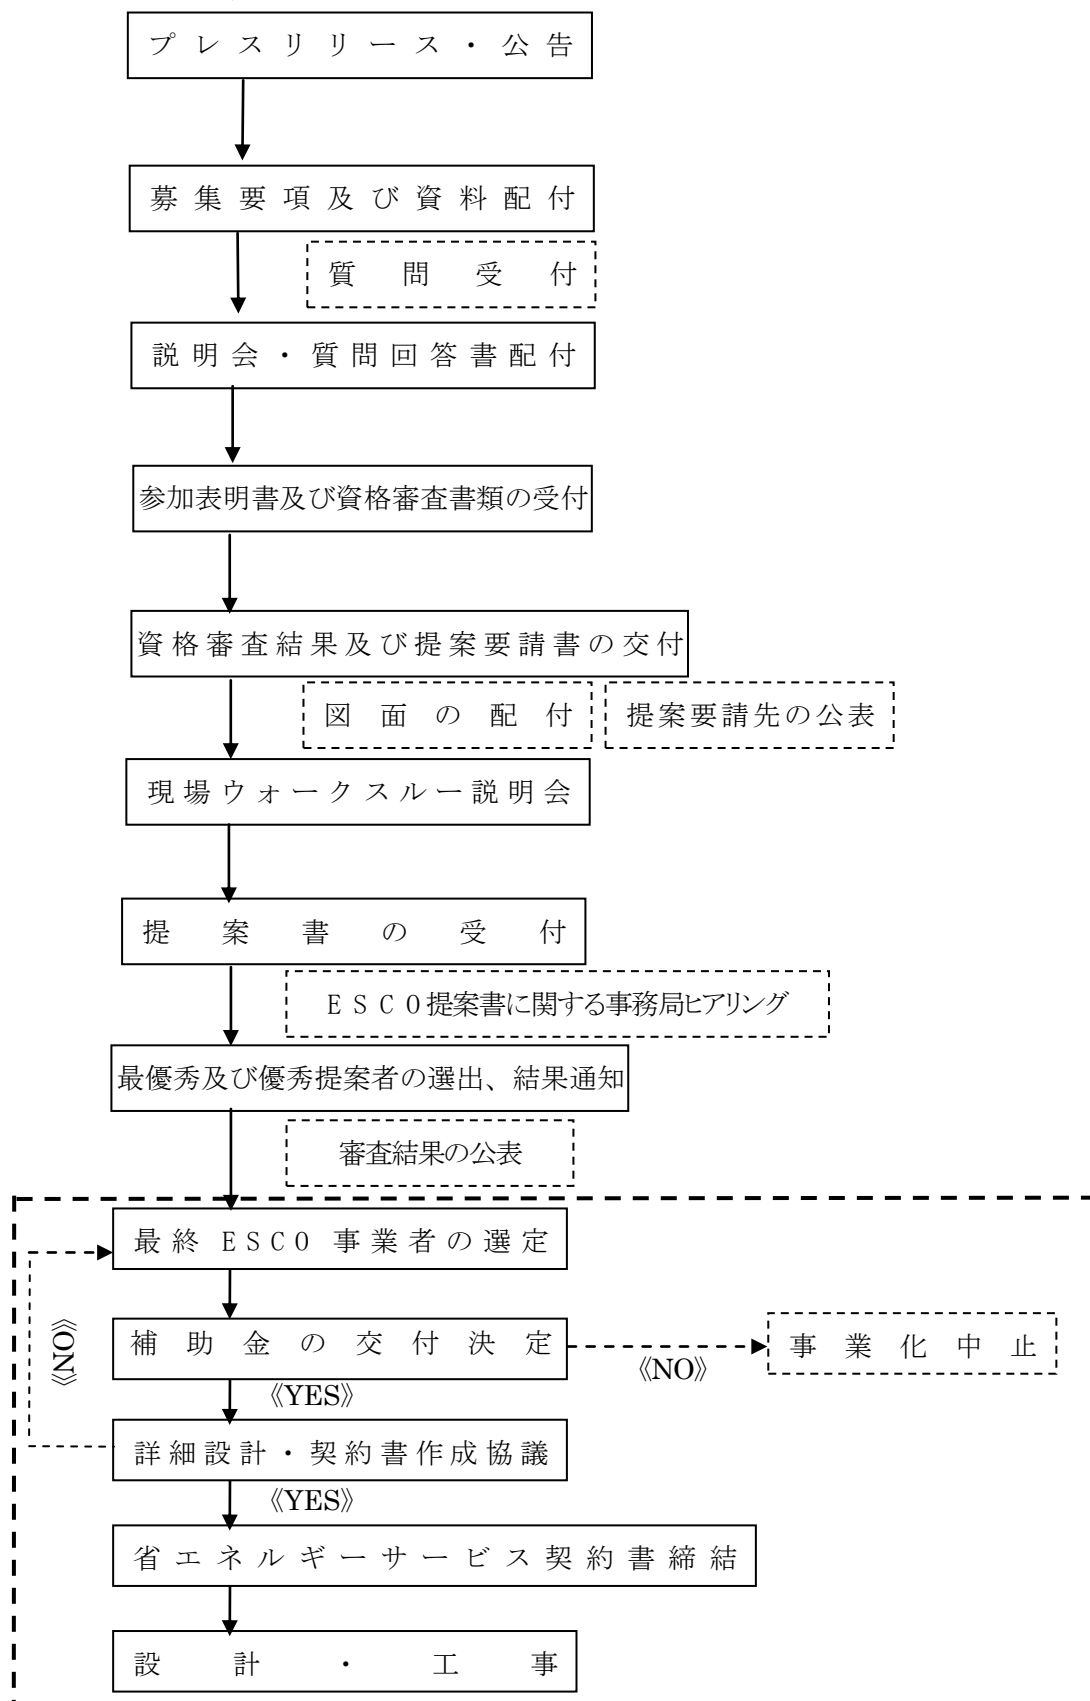 プレスリリース・公告
募集要項及び資料配付
質問受付
説明会・質問回答書配付
参加表明書及び資格審査書類の受付
資格審査結果及び提案要請書の交付
図面の配付
提案要請先の公表
現場ウォークスルー説明会
提案書の受付
ESCO提案書に関する事務局ヒアリング
最優秀及び優秀提案者の選出、結果通知
審査結果の公表
最終 ESCO 事業者の選定
《NO》
補助金の交付決定
《NO》
事業化中止
《YES》
詳細設計・契約書作成協議
《YES》
省エネルギーサービス契約書締結
設計・工事